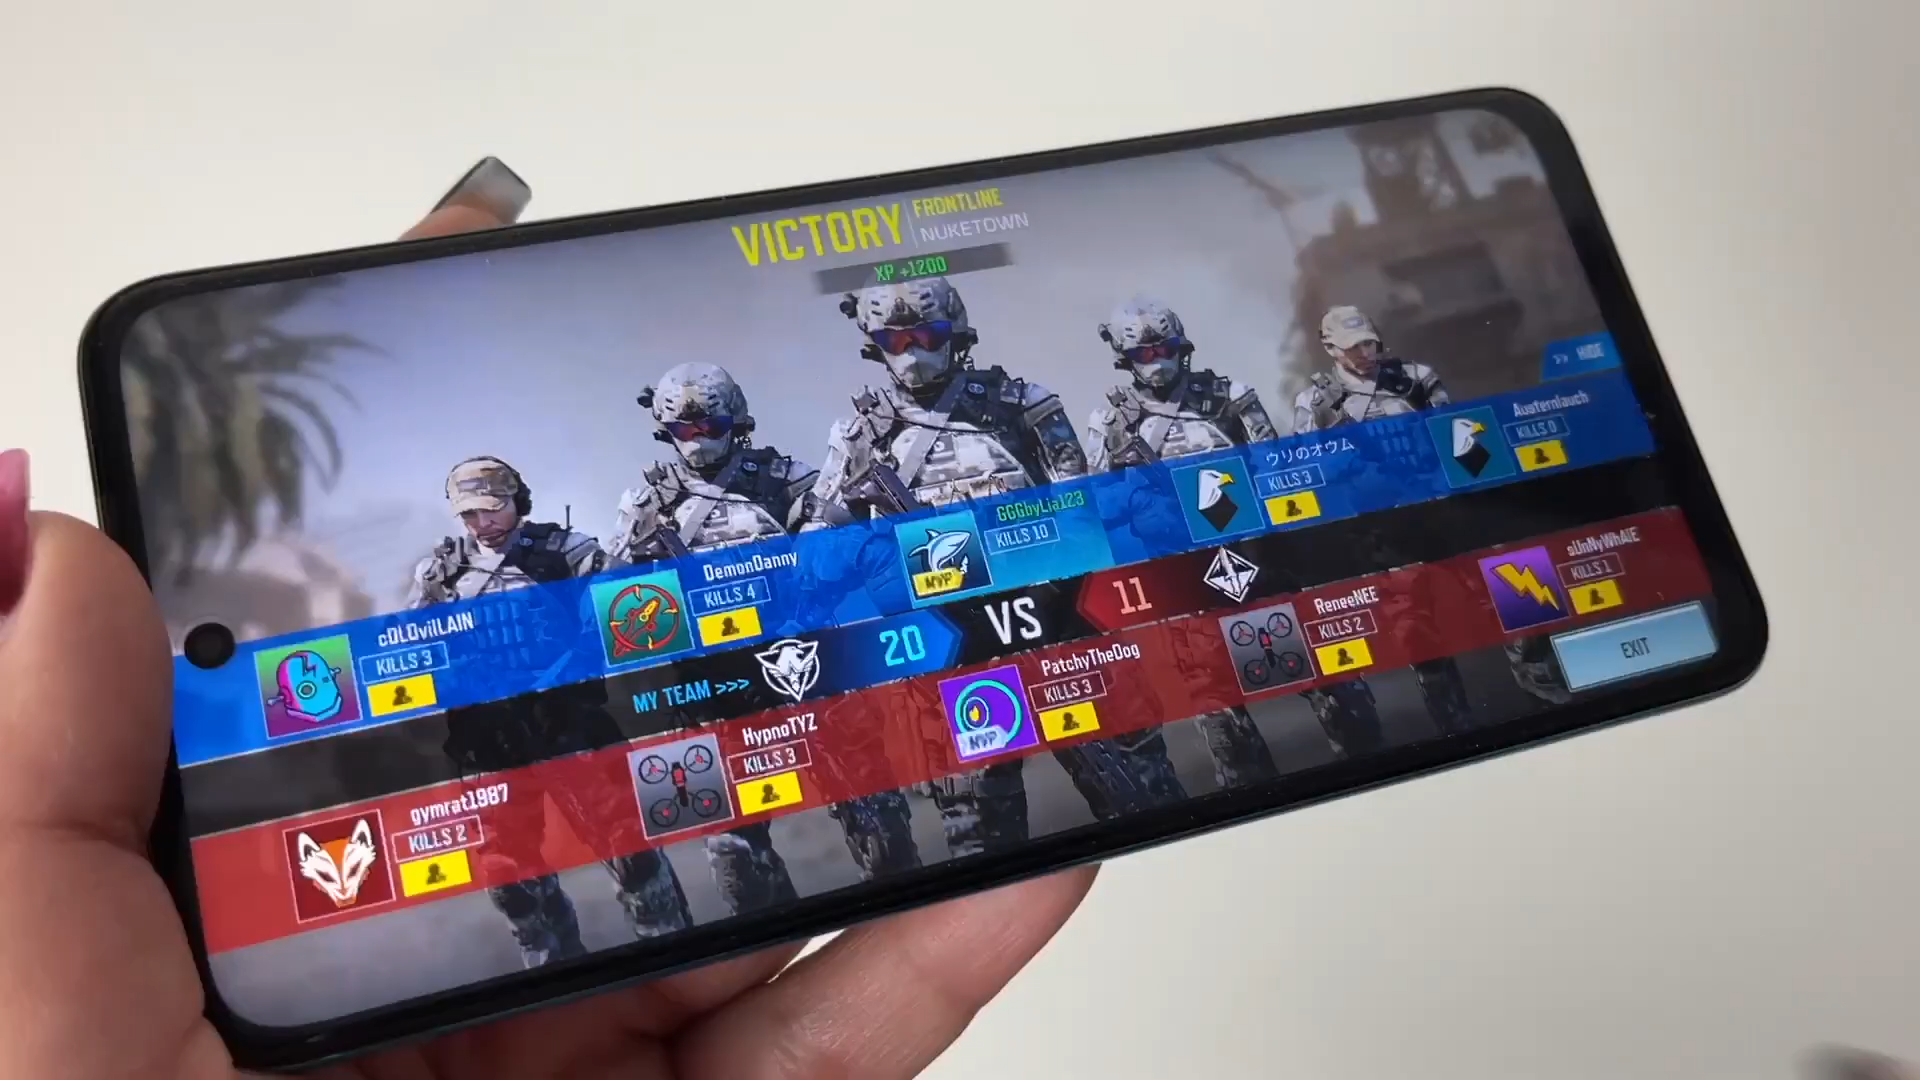 VICTORY
FRONTLINE
NUKETOWN
XP +1200
HIDE
cOLOvilLAIN
KILLS 3
DemonDanny
KILLS 4
GGGbyLia123
KILLS 10
MVP
ウリのオウム
KILLS 3
Austernlauch
KILLS 0
MY TEAM >>>
20
VS
11
gymrat1987
KILLS 2
HypnoTYZ
KILLS 3
PatchyTheDog
KILLS 3
MVP
ReneeNEE
KILLS 2
sUnNyWhAlE
KILLS 1
EXIT